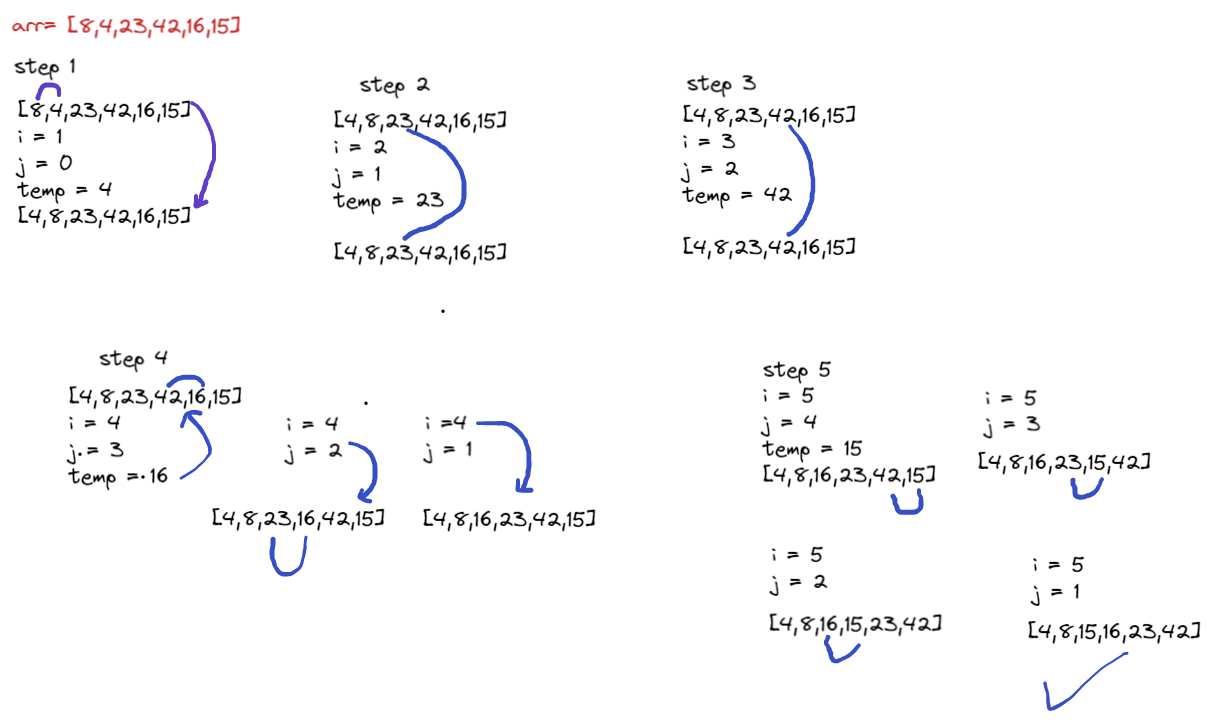 arr= [8,4,23,42,16,15]
step 1
[8,4,23,42,16,15]
i = 1
j = 0
temp = 4
[4,8,23,42,16,15]
step 2
[4,8,23,42,16,15]
i = 2
j = 1
temp = 23
[4,8,23,42,16,15]
step 3
[4,8,23,42,16,15]
i = 3
j = 2
temp = 42
[4,8,23,42,16,15]
step 4
[4,8,23,42,16,15]
i = 4
j = 3
temp = 16
i = 4
j = 2
[4,8,23,16,42,15]
i =4
j = 1
[4,8,16,23,42,15]
step 5
i = 5
j = 4
temp = 15
[4,8,16,23,42,15]
i = 5
j = 3
[4,8,16,23,15,42]
i = 5
j = 2
[4,8,16,15,23,42]
i = 5
j = 1
[4,8,15,16,23,42]